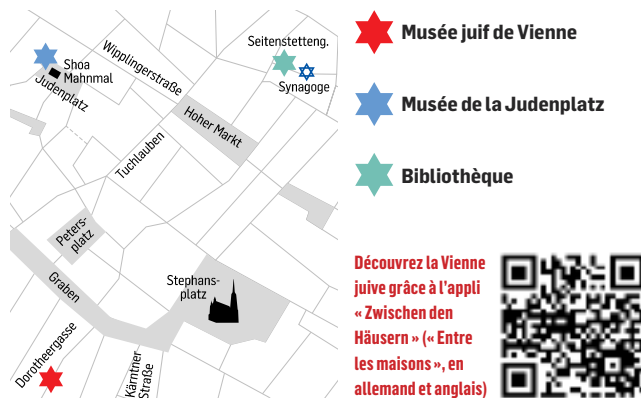 Seitenstetteng.
Synagoge
Wipplingerstraße
Shoa
Mahnmal
Judenplatz
Hoher Markt
Tuchlauben
Peters-
platz
Stephans-
platz
Graben
Dorotheergasse
Kärntner
Straße
Musée juif de Vienne
Musée de la Judenplatz
Bibliothèque
Découvrez la Vienne
juive grâce à l’appli
« Zwischen den
Häusern » (« Entre
les maisons », en
allemand et anglais)